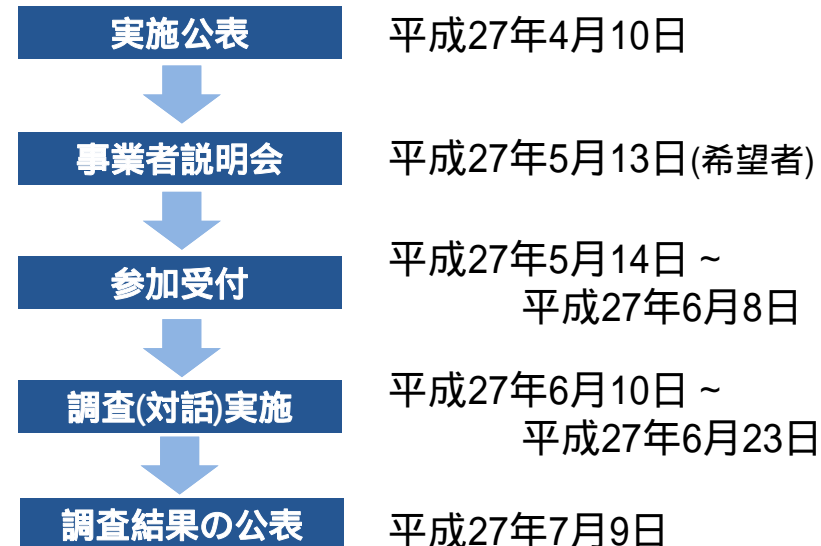 実施公表
平成27年4月10日
事業者説明会
平成27年5月13日(希望者)
参加受付
平成27年5月14日 ~
平成27年6月8日
調査(対話)実施
平成27年6月10日 ~
平成27年6月23日
調査結果の公表
平成27年7月9日